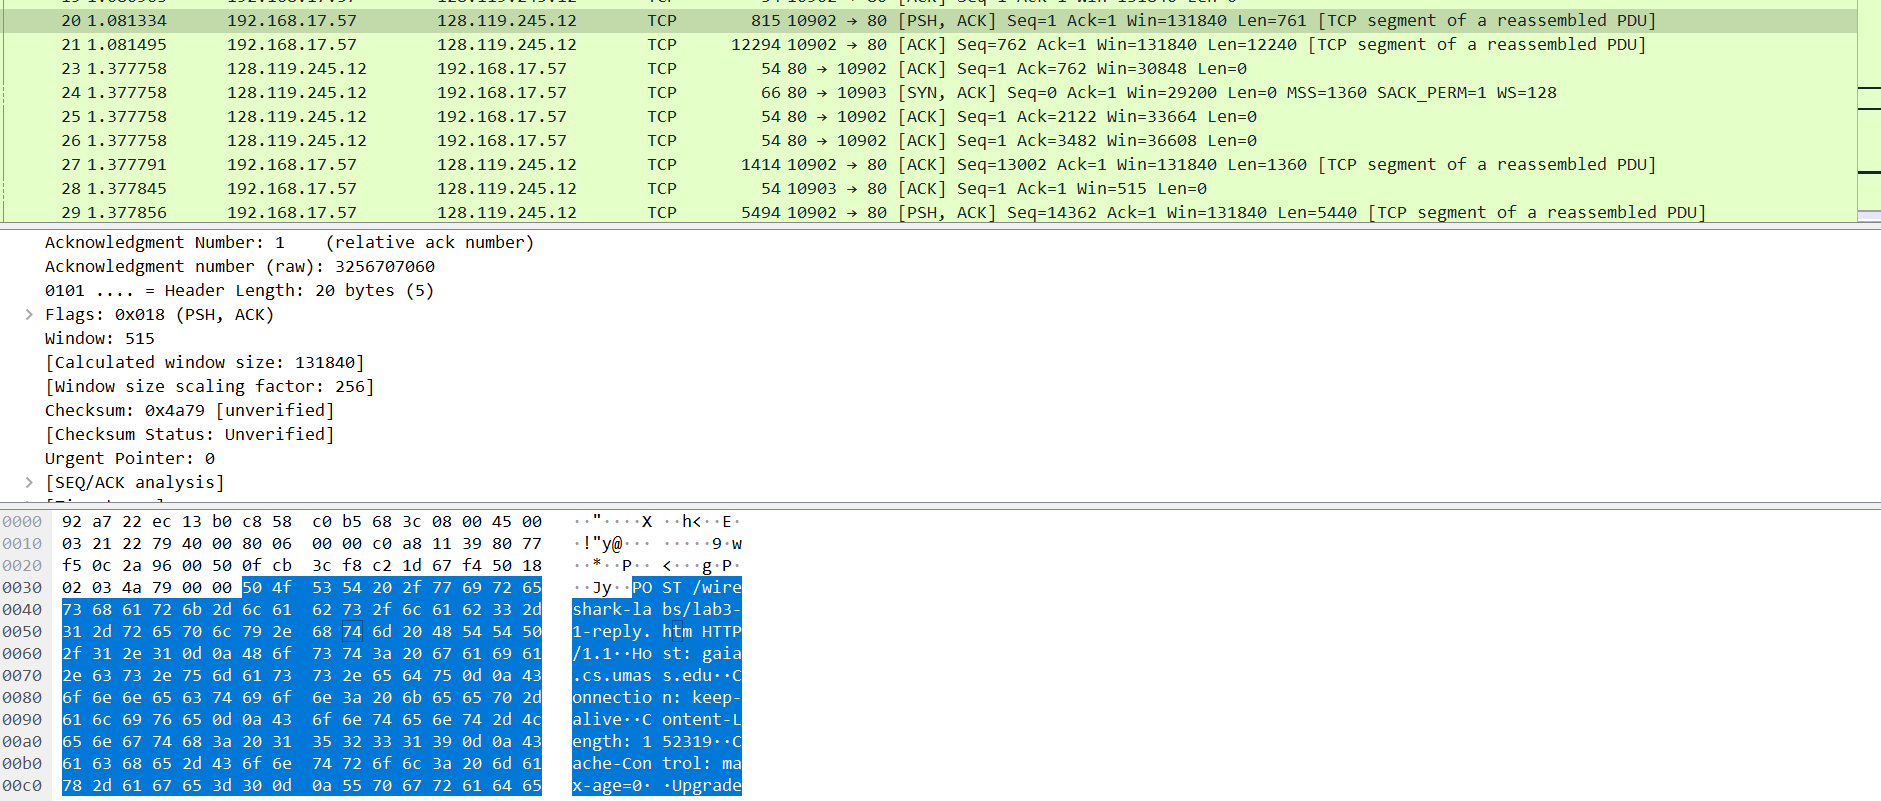 20 1.081334 192.168.17.57 128.119.245.12 TCP 815 10902 → 80 [PSH, ACK] Seq=1 Ack=1 Win=131840 Len=761 [TCP segment of a reassembled PDU]
21 1.081495 192.168.17.57 128.119.245.12 TCP 12294 10902 → 80 [ACK] Seq=762 Ack=1 Win=131840 Len=12240 [TCP segment of a reassembled PDU]
23 1.377758 128.119.245.12 192.168.17.57 TCP 54 80 → 10902 [ACK] Seq=1 Ack=762 Win=30848 Len=0
24 1.377758 128.119.245.12 192.168.17.57 TCP 66 80 → 10903 [SYN, ACK] Seq=0 Ack=1 Win=29200 Len=0 MSS=1360 SACK_PERM=1 WS=128
25 1.377758 128.119.245.12 192.168.17.57 TCP 54 80 → 10902 [ACK] Seq=1 Ack=2122 Win=33664 Len=0
26 1.377758 128.119.245.12 192.168.17.57 TCP 54 80 → 10902 [ACK] Seq=1 Ack=3482 Win=36608 Len=0
27 1.377791 192.168.17.57 128.119.245.12 TCP 1414 10902 → 80 [ACK] Seq=13002 Ack=1 Win=131840 Len=1360 [TCP segment of a reassembled PDU]
28 1.377845 192.168.17.57 128.119.245.12 TCP 54 10903 → 80 [ACK] Seq=1 Ack=1 Win=515 Len=0
29 1.377856 192.168.17.57 128.119.245.12 TCP 5494 10902 → 80 [PSH, ACK] Seq=14362 Ack=1 Win=131840 Len=5440 [TCP segment of a reassembled PDU]
Acknowledgment Number: 1 (relative ack number)
Acknowledgment number (raw): 3256707060
0101 .... = Header Length: 20 bytes (5)
Flags: 0x018 (PSH, ACK)
Window: 515
[Calculated window size: 131840]
[Window size scaling factor: 256]
Checksum: 0x4a79 [unverified]
[Checksum Status: Unverified]
Urgent Pointer: 0
[SEQ/ACK analysis]
0000 92 a7 22 ec 13 b0 c8 58 c0 b5 68 3c 08 00 45 00 ··"····X ··h<··E·
0010 03 21 22 79 40 00 80 06 00 00 c0 a8 11 39 80 77 ·!"y@··· ·····9·w
0020 f5 0c 2a 96 00 50 0f cb 3c f8 c2 1d 67 f4 50 18 ··*··P·· <···g·P·
0030 02 03 4a 79 00 00 50 4f 53 54 20 2f 77 69 72 65 ··Jy··PO ST /wire
0040 73 68 61 72 6b 2d 6c 61 62 73 2f 6c 61 62 33 2d shark-la bs/lab3-
0050 31 2d 72 65 70 6c 79 2e 68 74 6d 20 48 54 54 50 1-reply. htm HTTP
0060 2f 31 2e 31 0d 0a 48 6f 73 74 3a 20 67 61 69 61 /1.1··Ho st: gaia
0070 2e 63 73 2e 75 6d 61 73 73 2e 65 64 75 0d 0a 43 .cs.umas s.edu··C
0080 6f 6e 6e 65 63 74 69 6f 6e 3a 20 6b 65 65 70 2d onnectio n: keep-
0090 61 6c 69 76 65 0d 0a 43 6f 6e 74 65 6e 74 2d 4c alive··C ontent-L
00a0 65 6e 67 74 68 3a 20 31 35 32 33 31 39 0d 0a 43 ength: 1 52319··C
00b0 61 63 68 65 2d 43 6f 6e 74 72 6f 6c 3a 20 6d 61 ache-Con trol: ma
00c0 78 2d 61 67 65 3d 30 0d 0a 55 70 67 72 61 64 65 x-age=0· ·Upgrade